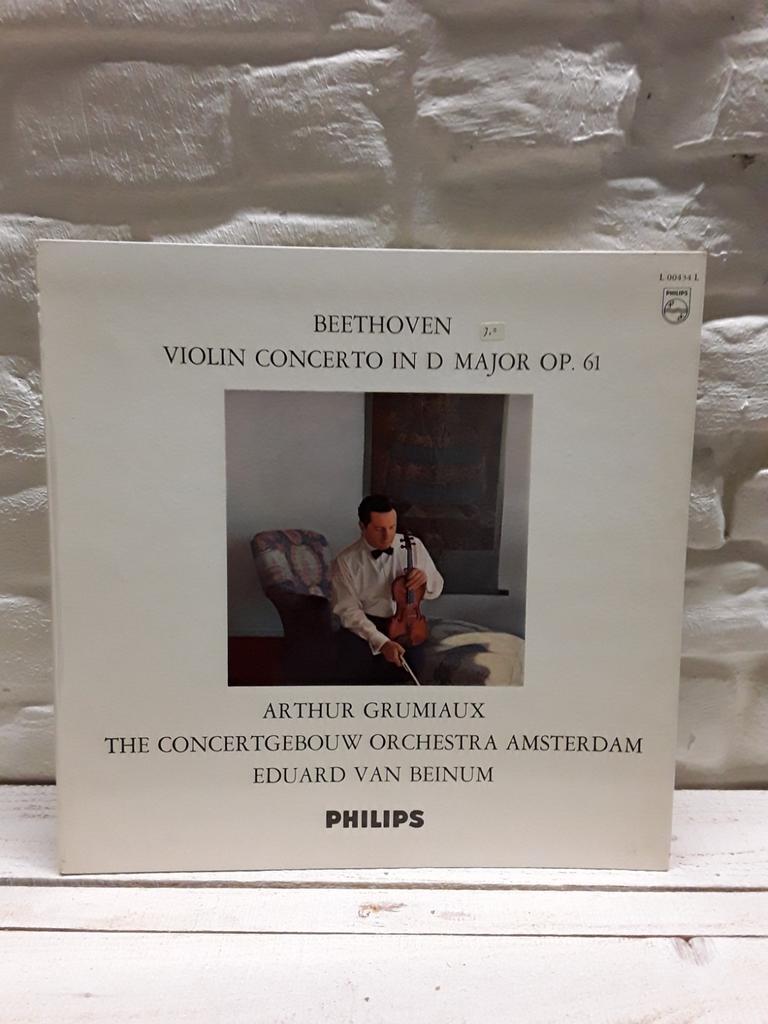 L 00434 L
PHILIPS
BEETHOVEN
VIOLIN CONCERTO IN D MAJOR OP. 61
ARTHUR GRUMIAUX
THE CONCERTGEBOUW ORCHESTRA AMSTERDAM
EDUARD VAN BEINUM
PHILIPS